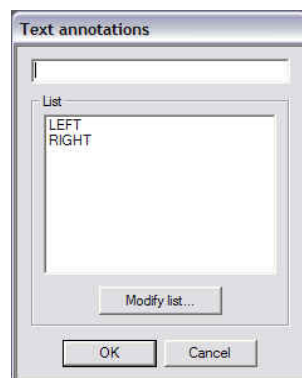 Text annotations
List
LEFT
RIGHT
Modify list...
OK Cancel